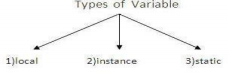 Types of Variable
1)local 2)instance 3)static